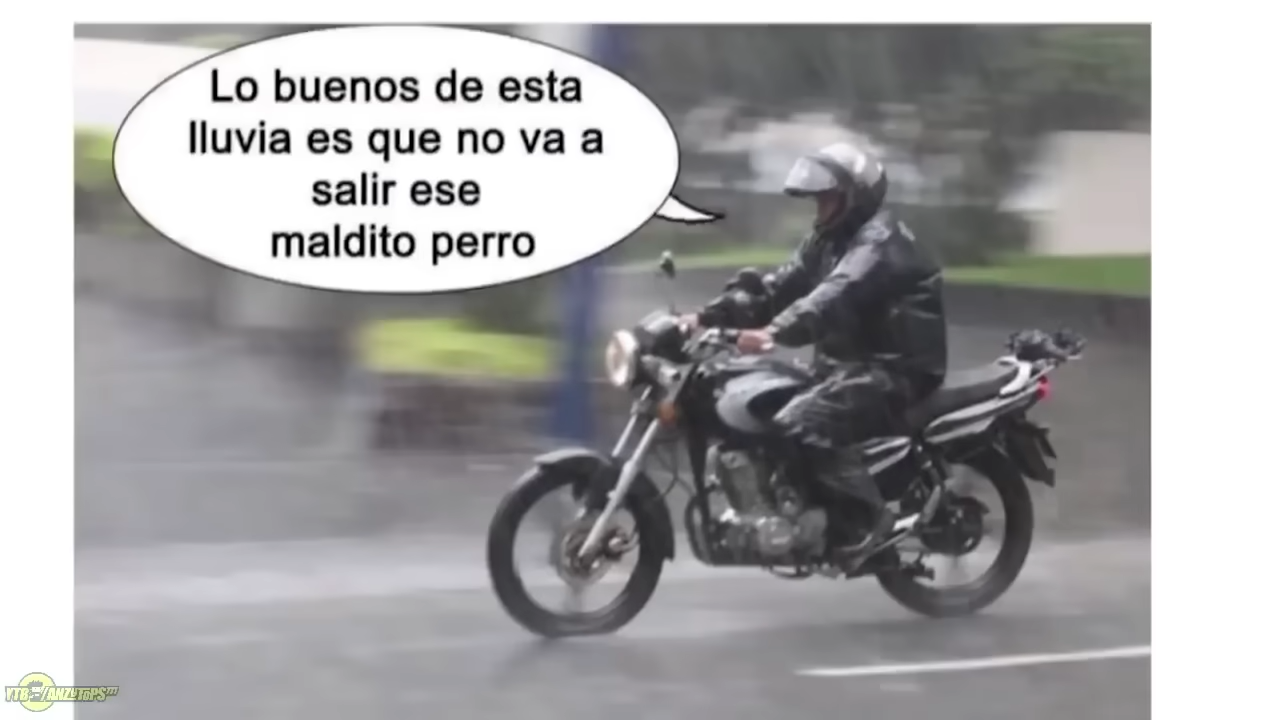 Lo buenos de esta
lluvia es que no va a
salir ese
maldito perro